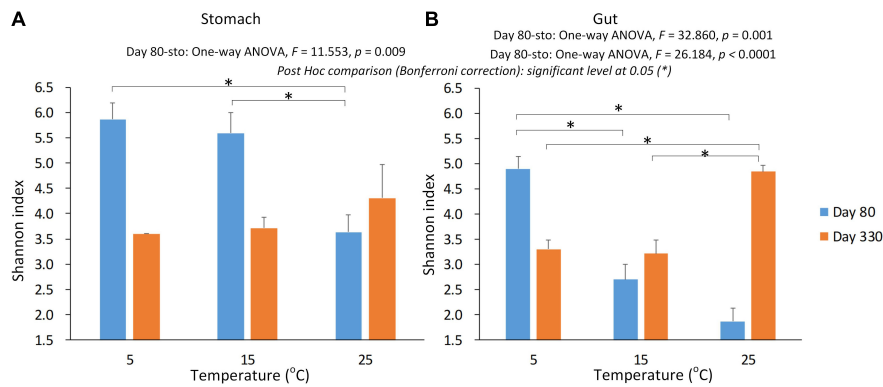 A Stomach
Day 80-sto: One-way ANOVA, F = 11.553, p = 0.009
B Gut
Day 80-sto: One-way ANOVA, F = 32.860, p = 0.001
Day 80-sto: One-way ANOVA, F = 26.184, p < 0.0001
Post Hoc comparison (Bonferroni correction): significant level at 0.05 (*)
Shannon index
6.5
6.0
5.5
5.0
4.5
4.0
3.5
3.0
2.5
2.0
1.5
*
*
5 15 25
Temperature (°C)
Shannon index
6.5
6.0
5.5
5.0
4.5
4.0
3.5
3.0
2.5
2.0
1.5
*
*
*
*
5 15 25
Temperature (°C)
Day 80
Day 330